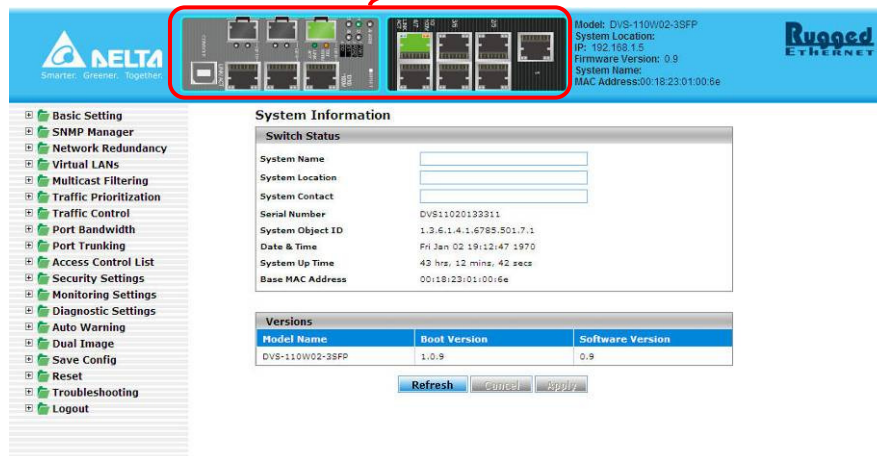 DELTA
Smarter. Greener. Together.
Model: DVS-110W02-3SFP
System Location:
IP: 192.168.1.5
Firmware Version: 0.9
System Name:
MAC Address:00:18:23:01:00:6e
Rugged
ETHERNET
Basic Setting
SNMP Manager
Network Redundancy
Virtual LANs
Multicast Filtering
Traffic Prioritization
Traffic Control
Port Bandwidth
Port Trunking
Access Control List
Security Settings
Monitoring Settings
Diagnostic Settings
Auto Warning
Dual Image
Save Config
Reset
Troubleshooting
Logout
System Information
Switch Status
System Name
System Location
System Contact
Serial Number DVS11020133311
System Object ID 1.3.6.1.4.1.6785.501.7.1
Date & Time Fri Jan 02 19:12:47 1970
System Up Time 43 hrs, 12 mins, 42 secs
Base MAC Address 00:18:23:01:00:6e
Versions
Model Name Boot Version Software Version
DVS-110W02-3SFP 1.0.9 0.9
Refresh Cancel Apply